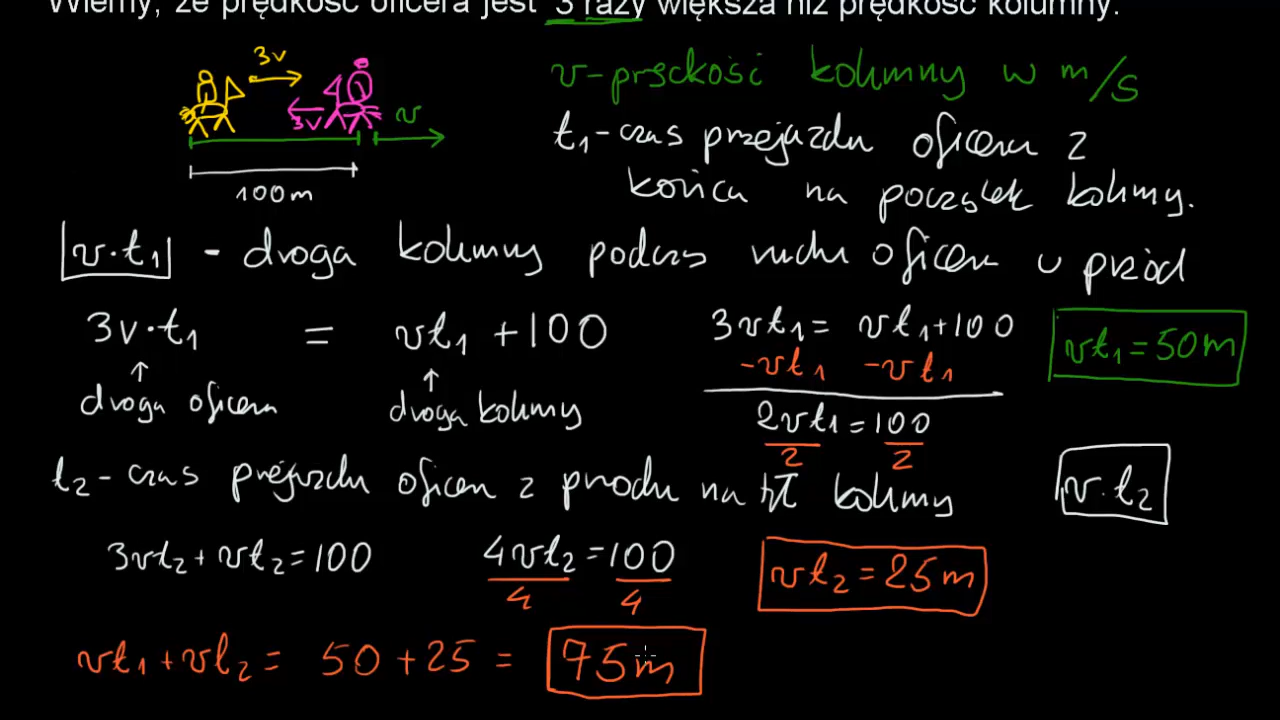 Wiemy, że prędkość oficera jest 3 razy większa niż prędkość kolumny.
3v
3v
v
100m
v - prędkość kolumny w m/s
t1 - czas przejazdu oficera z
końca na początek kolumny.
v·t1 - droga kolumny podczas ruchu oficera w przód
3v·t1 = vt1 + 100
↑ ↑
droga oficera droga kolumny
3vt1 = vt1 + 100
-vt1 -vt1
2vt1 = 100
2 2
vt1 = 50m
t2 - czas przejazdu oficera z przodu na tył kolumny
v·t2
3vt2 + vt2 = 100
4vt2 = 100
4 4
vt2 = 25m
vt1 + vt2 = 50 + 25 = 75m